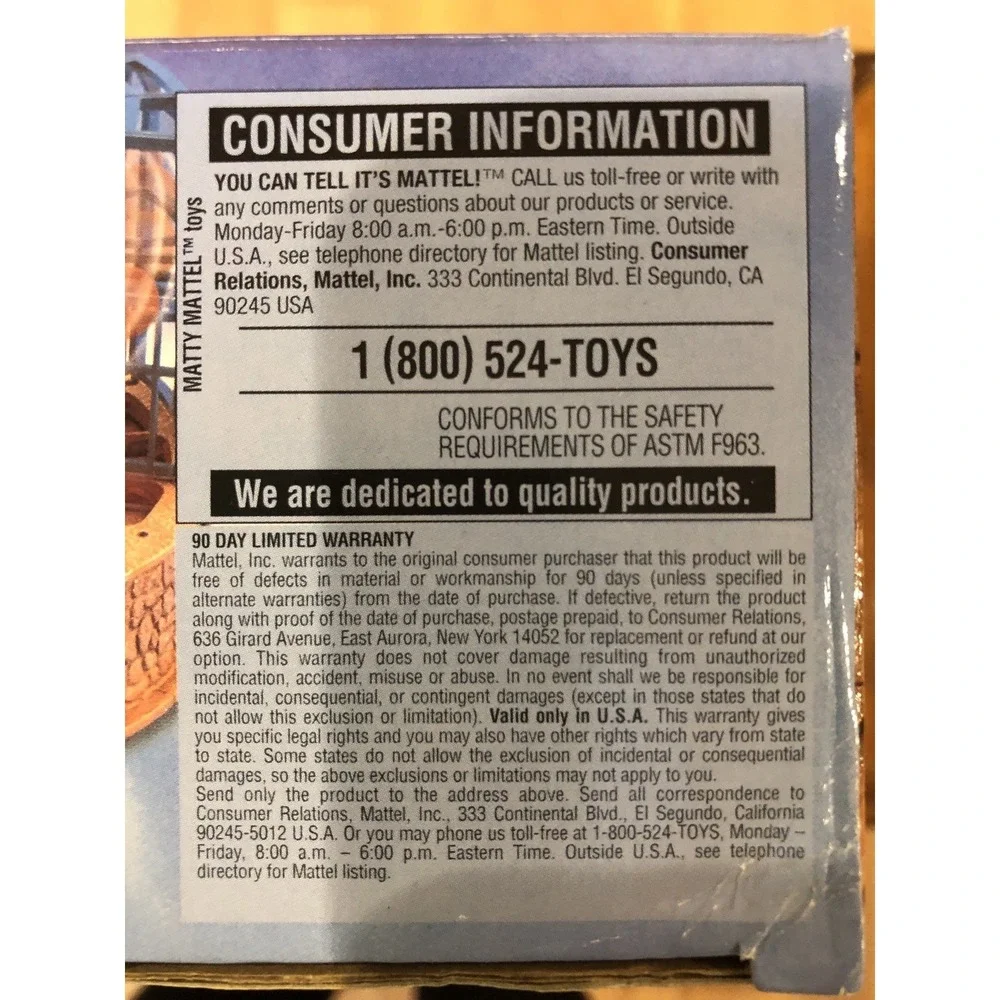 CONSUMER INFORMATION
MATTY MATTEL™ toys
YOU CAN TELL IT'S MATTEL!™ CALL us toll-free or write with
any comments or questions about our products or service.
Monday-Friday 8:00 a.m.-6:00 p.m. Eastern Time. Outside
U.S.A., see telephone directory for Mattel listing. Consumer
Relations, Mattel, Inc. 333 Continental Blvd. El Segundo, CA
90245 USA
1 (800) 524-TOYS
CONFORMS TO THE SAFETY
REQUIREMENTS OF ASTM F963.
We are dedicated to quality products.
90 DAY LIMITED WARRANTY
Mattel, Inc. warrants to the original consumer purchaser that this product will be
free of defects in material or workmanship for 90 days (unless specified in
alternate warranties) from the date of purchase. If defective, return the product
along with proof of the date of purchase, postage prepaid, to Consumer Relations,
636 Girard Avenue, East Aurora, New York 14052 for replacement or refund at our
option. This warranty does not cover damage resulting from unauthorized
modification, accident, misuse or abuse. In no event shall we be responsible for
incidental, consequential, or contingent damages (except in those states that do
not allow this exclusion or limitation). Valid only in U.S.A. This warranty gives
you specific legal rights and you may also have other rights which vary from state
to state. Some states do not allow the exclusion of incidental or consequential
damages, so the above exclusions or limitations may not apply to you.
Send only the product to the address above. Send all correspondence to
Consumer Relations, Mattel, Inc., 333 Continental Blvd., El Segundo, California
90245-5012 U.S.A. Or you may phone us toll-free at 1-800-524-TOYS, Monday –
Friday, 8:00 a.m. – 6:00 p.m. Eastern Time. Outside U.S.A., see telephone
directory for Mattel listing.